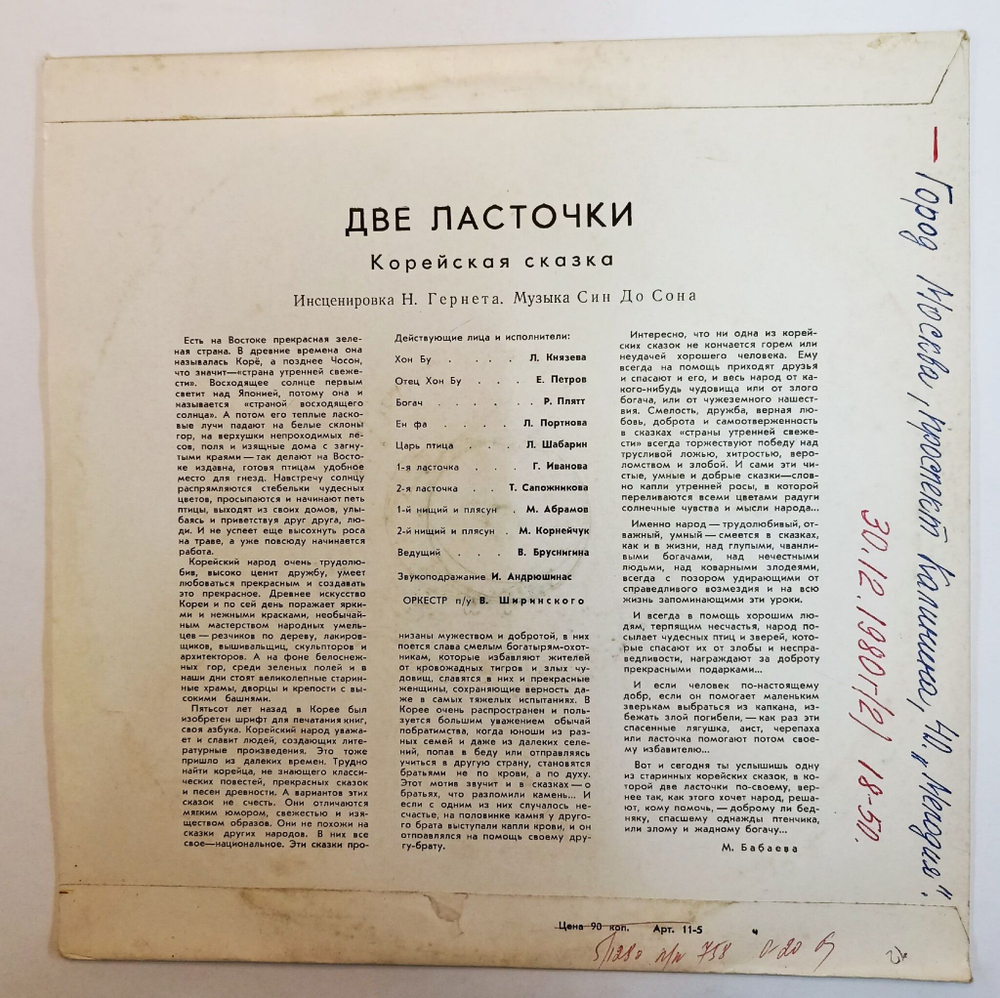 ДВЕ ЛАСТОЧКИ
Корейская сказка
Инсценировка Н. Гернета. Музыка Син До Сона
Есть на Востоке прекрасная зеле-
ная страна. В древние времена она
называлась Корё, а позднее Чосон,
что значит—«страна утренней свеже-
сти». Восходящее солнце первым
светит над Японией, потому она и
называется «страной восходящего
солнца». А потом его теплые ласко-
вые лучи падают на белые склоны
гор, на верхушки непроходимых ле-
сов, поля и изящные дома с загну-
тыми краями—так делают на Восто-
ке издавна, готовя птицам удобное
место для гнезд. Навстречу солнцу
распрямляются стебельки чудесных
цветов, просыпаются и начинают петь
птицы, выходят из своих домов, улы-
баясь и приветствуя друг друга, лю-
ди. И не успеет еще высохнуть роса
на траве, а уже повсюду начинается
работа.
Корейский народ очень трудолю-
бив, высоко ценит дружбу, умеет
любоваться прекрасным и создавать
это прекрасное. Древнее искусство
Кореи и по сей день поражает ярки-
ми и нежными красками, необычай-
ным мастерством народных умель-
цев—резчиков по дереву, лакиров-
щиков, вышивальщиц, скульпторов и
архитекторов. А на фоне белоснеж-
ных гор, среди зеленых полей и в
наши дни стоят великолепные старин-
ные храмы, дворцы и крепости с вы-
сокими башнями.
Пятьсот лет назад в Корее был
изобретен шрифт для печатания книг,
своя азбука. Корейский народ уважа-
ет и славит людей, создающих лите-
ратурные произведения. Это тоже
пришло из далеких времен. Трудно
найти корейца, не знающего класси-
ческих повестей, прекрасных сказок
и песен древности. А вариантов этих
сказок не счесть. Они отличаются
мягким юмором, свежестью и изя-
ществом образов. Они не похожи на
сказки других народов. В них все
свое—национальное. Эти сказки про-
Действующие лица и исполнители:
Хон Бу . . . . Л. Князева
Отец Хон Бу . . . Е. Петров
Богач . . . . . Р. Плятт
Ен фа . . . . Л. Портнова
Царь птица . . . . Л. Шабарин
1-я ласточка . . . Г. Иванова
2-я ласточка . . Т. Сапожникова
1-й нищий и плясун . М. Абрамов
2-й нищий и плясун . М. Корнейчук
Ведущий . . . В. Бруснигина
Звукоподражание И. Андрюшинас
ОРКЕСТР п/у В. Ширинского
низаны мужеством и добротой, в них
поется слава смелым богатырям-охот-
никам, которые избавляют жителей
от кровожадных тигров и злых чу-
довищ, славятся в них и прекрасные
женщины, сохраняющие верность да-
же в самых тяжелых испытаниях. В
Корее очень распространен и поль-
зуется большим уважением обычай
побратимства, когда юноши из раз-
ных семей и даже из далеких селе-
ний, попав в беду или отправляясь
учиться в другую страну, становятся
братьями не по крови, а по духу.
Этот мотив звучит и в сказках—о
братьях, что разломили камень... И
если с одним из них случалось не-
счастье, на половинке камня у друго-
го брата выступали капли крови, и он
отправлялся на помощь своему дру-
гу-брату.
Интересно, что ни одна из корей-
ских сказок не кончается горем или
неудачей хорошего человека. Ему
всегда на помощь приходят друзья
и спасают и его, и весь народ от ка-
кого-нибудь чудовища или от злого
богача, или от чужеземного нашест-
вия. Смелость, дружба, верная лю-
бовь, доброта и самоотверженность
в сказках «страны утренней свеже-
сти» всегда торжествуют победу над
трусливой ложью, хитростью, веро-
ломством и злобой. И сами эти чи-
стые, умные и добрые сказки—слов-
но капли утренней росы, в которой
переливаются всеми цветами радуги
солнечные чувства и мысли народа...
Именно народ—трудолюбивый, от-
важный, умный—смеется в сказках,
как и в жизни, над глупыми, чванли-
выми богачами, над нечестными
людьми, над коварными злодеями,
всегда с позором удирающими от
справедливого возмездия и на всю
жизнь запоминающими эти уроки.
И всегда в помощь хорошим лю-
дям, терпящим несчастья, народ по-
сылает чудесных птиц и зверей, кото-
рые спасают их от злобы и неспра-
ведливости, награждают за доброту
прекрасными подарками...
И если человек по-настоящему
добр, если он помогает маленьким
зверькам выбраться из капкана, из-
бежать злой погибели,—как раз эти
спасенные лягушка, аист, черепаха
или ласточка помогают потом свое-
му избавителю...
Вот и сегодня ты услышишь одну
из старинных корейских сказок, в ко-
торой две ласточки по-своему, вер-
нее так, как этого хочет народ, реша-
ют, кому помочь,—доброму ли бед-
няку, спасшему однажды птенчика,
или злому и жадному богачу...
М. Бабаева
— Город Москва, проспект Калинина, 40. „Мелодия“.
30.12.1980г(2) 18-50.
Цена 90 коп. Арт. 11-5
758